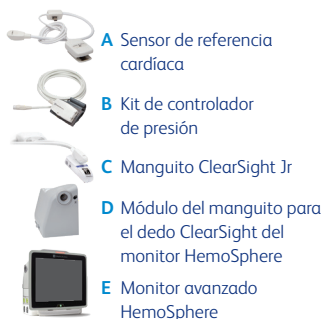 A Sensor de referencia
cardíaca
B Kit de controlador
de presión
C Manguito ClearSight Jr
D Módulo del manguito para
el dedo ClearSight del
monitor HemoSphere
E Monitor avanzado
HemoSphere